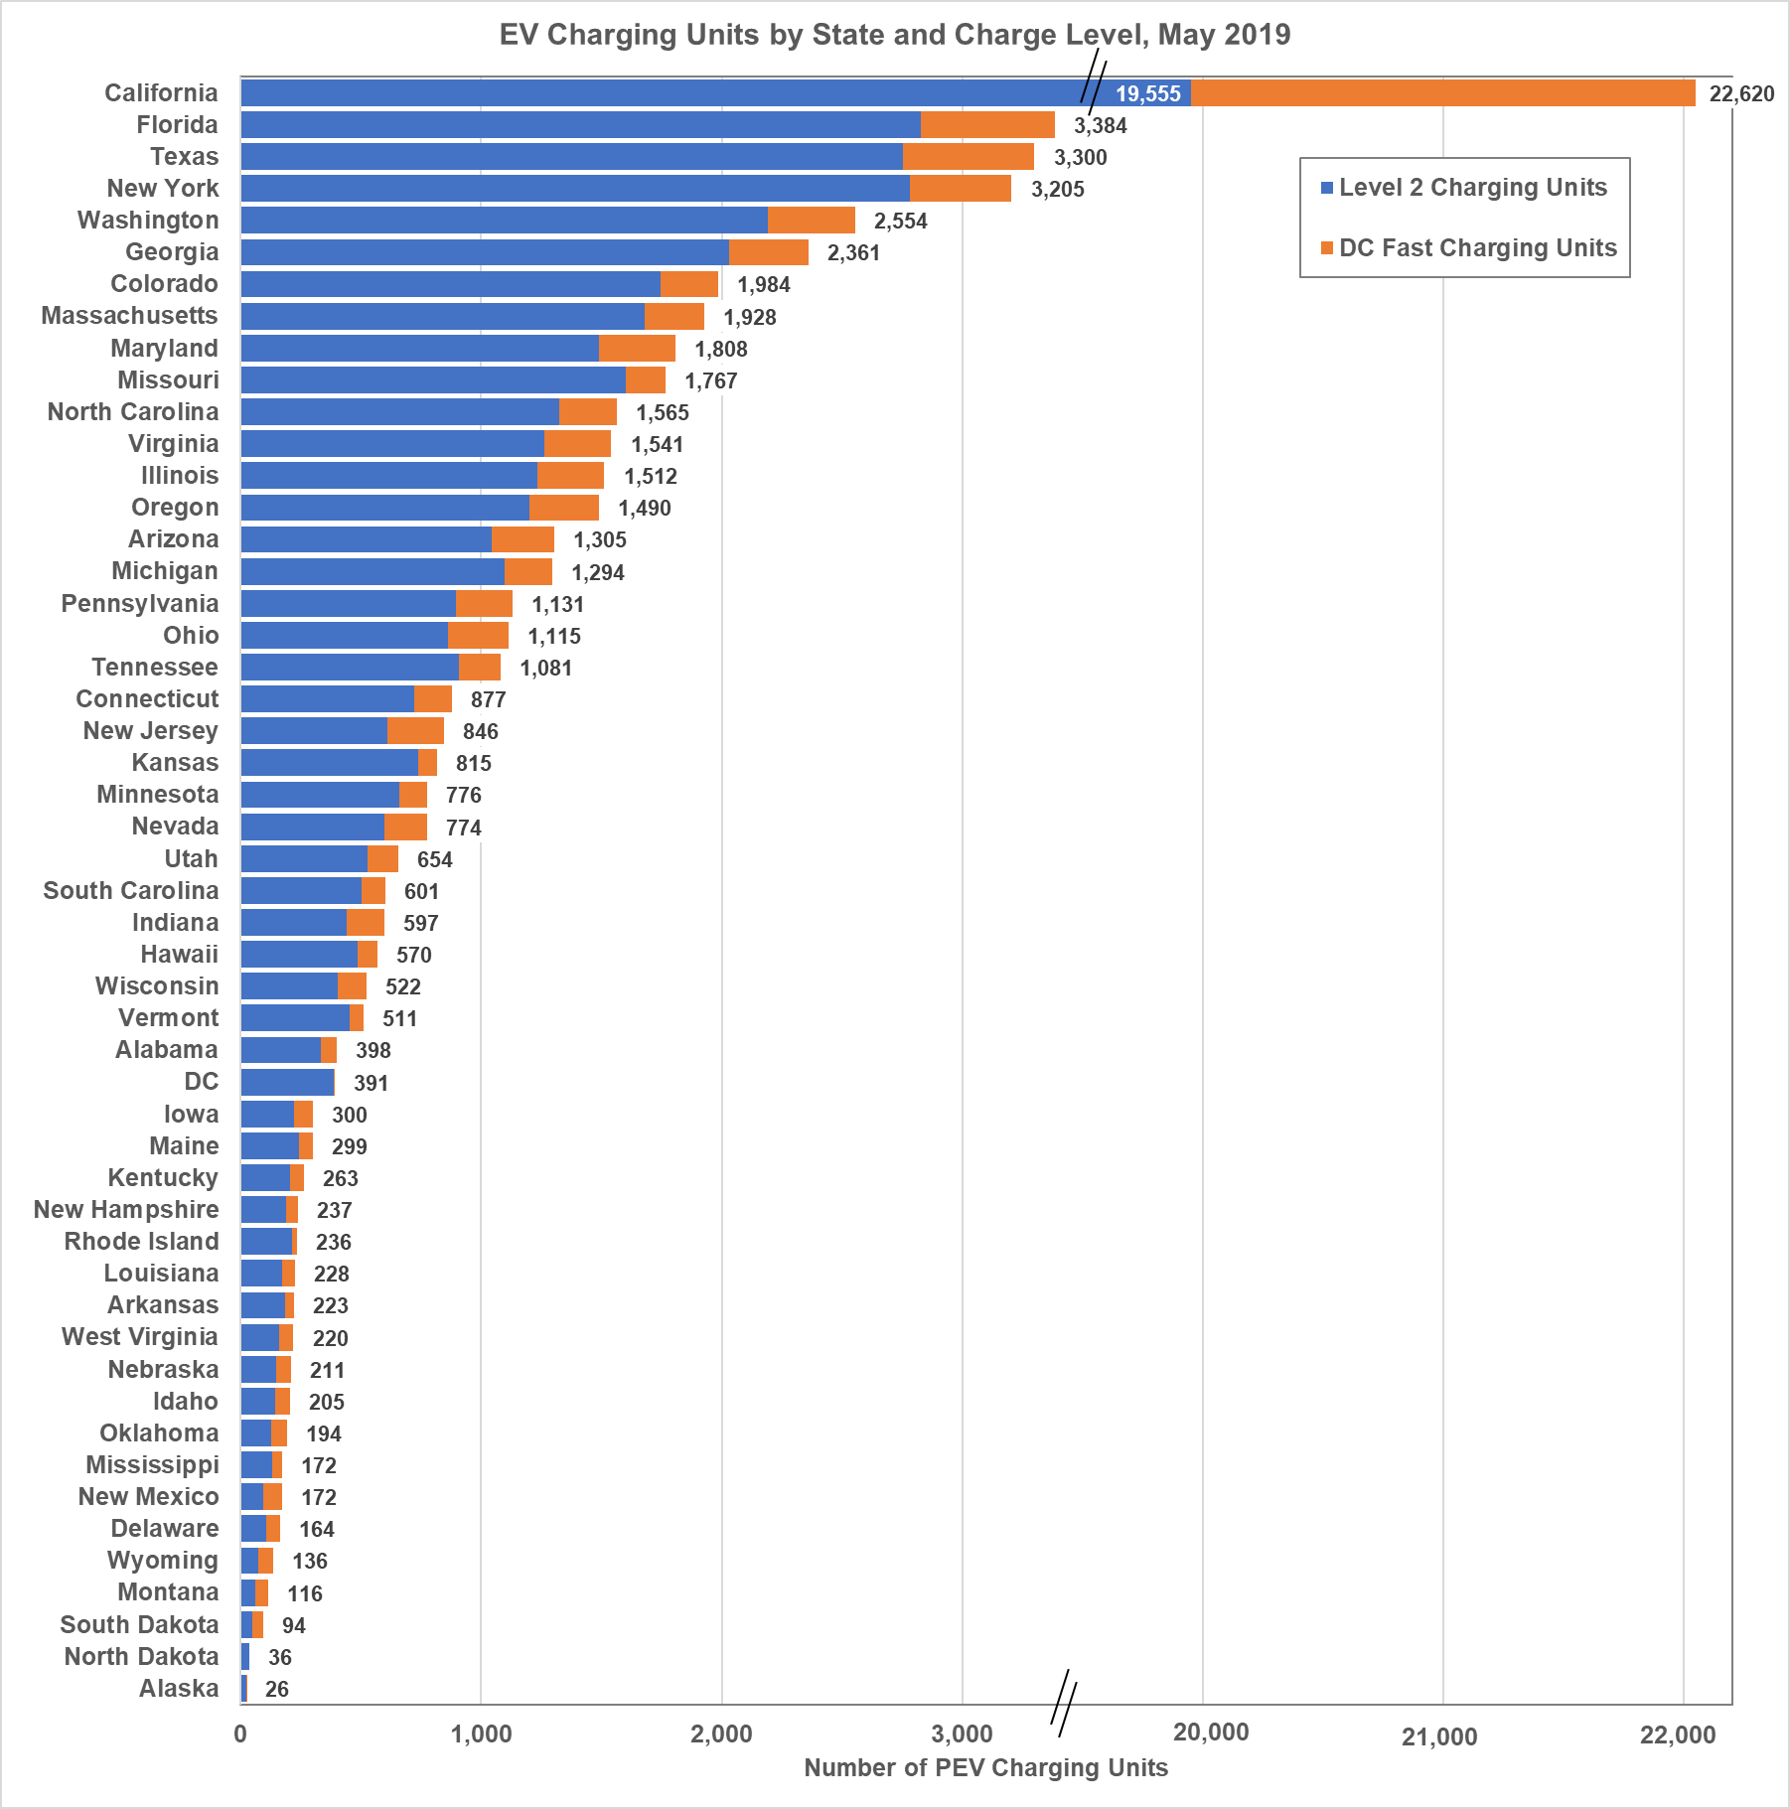 EV Charging Units by State and Charge Level, May 2019
California 19,555 22,620
Florida 3,384
Texas 3,300
New York 3,205
Washington 2,554
Georgia 2,361
Colorado 1,984
Massachusetts 1,928
Maryland 1,808
Missouri 1,767
North Carolina 1,565
Virginia 1,541
Illinois 1,512
Oregon 1,490
Arizona 1,305
Michigan 1,294
Pennsylvania 1,131
Ohio 1,115
Tennessee 1,081
Connecticut 877
New Jersey 846
Kansas 815
Minnesota 776
Nevada 774
Utah 654
South Carolina 601
Indiana 597
Hawaii 570
Wisconsin 522
Vermont 511
Alabama 398
DC 391
Iowa 300
Maine 299
Kentucky 263
New Hampshire 237
Rhode Island 236
Louisiana 228
Arkansas 223
West Virginia 220
Nebraska 211
Idaho 205
Oklahoma 194
Mississippi 172
New Mexico 172
Delaware 164
Wyoming 136
Montana 116
South Dakota 94
North Dakota 36
Alaska 26
Level 2 Charging Units
DC Fast Charging Units
0 1,000 2,000 3,000 20,000 21,000 22,000
Number of PEV Charging Units